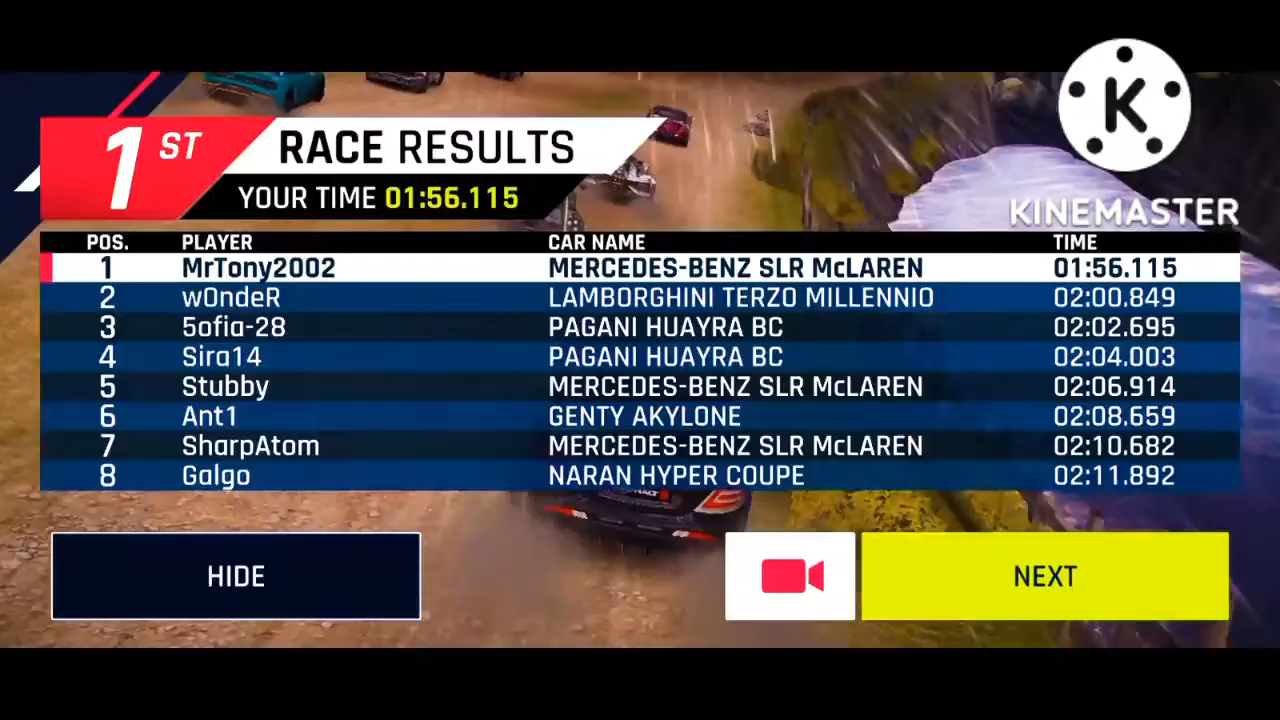 1 ST
RACE RESULTS
YOUR TIME 01:56.115
K
KINEMASTER
POS. PLAYER CAR NAME TIME
1 MrTony2002 MERCEDES-BENZ SLR McLAREN 01:56.115
2 w0ndeR LAMBORGHINI TERZO MILLENNIO 02:00.849
3 5ofia-28 PAGANI HUAYRA BC 02:02.695
4 Sira14 PAGANI HUAYRA BC 02:04.003
5 Stubby MERCEDES-BENZ SLR McLAREN 02:06.914
6 Ant1 GENTY AKYLONE 02:08.659
7 SharpAtom MERCEDES-BENZ SLR McLAREN 02:10.682
8 Galgo NARAN HYPER COUPE 02:11.892
HIDE NEXT